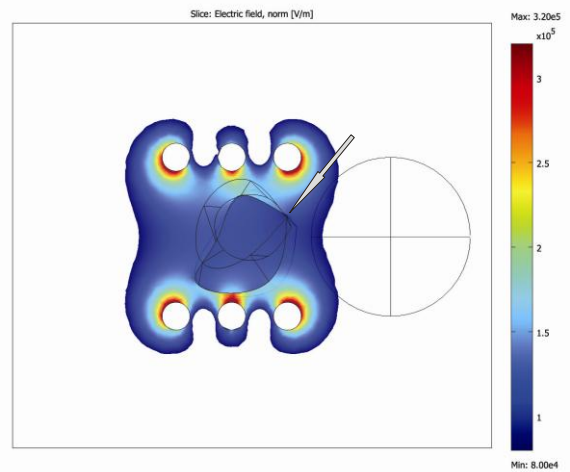 Slice: Electric field, norm [V/m]
Max: 3.20e5
x10^5
3
2.5
2
1.5
1
Min: 8.00e4